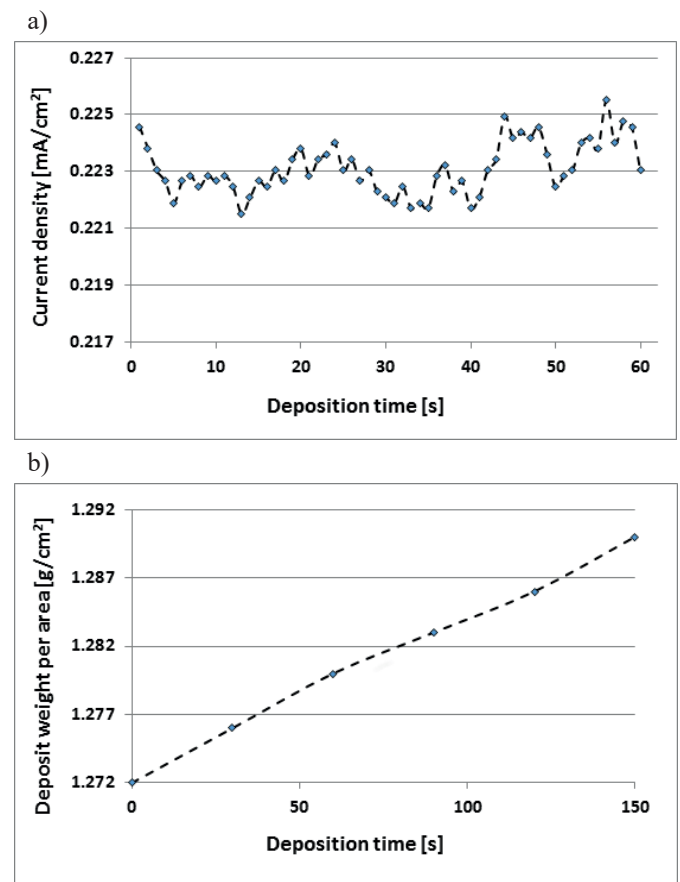 a)
0.227
0.225
0.223
0.221
0.219
0.217
Current density [mA/cm²]
0 10 20 30 40 50 60
Deposition time [s]
b)
1.292
1.287
1.282
1.277
1.272
Deposit weight per area[g/cm²]
0 50 100 150
Deposition time [s]